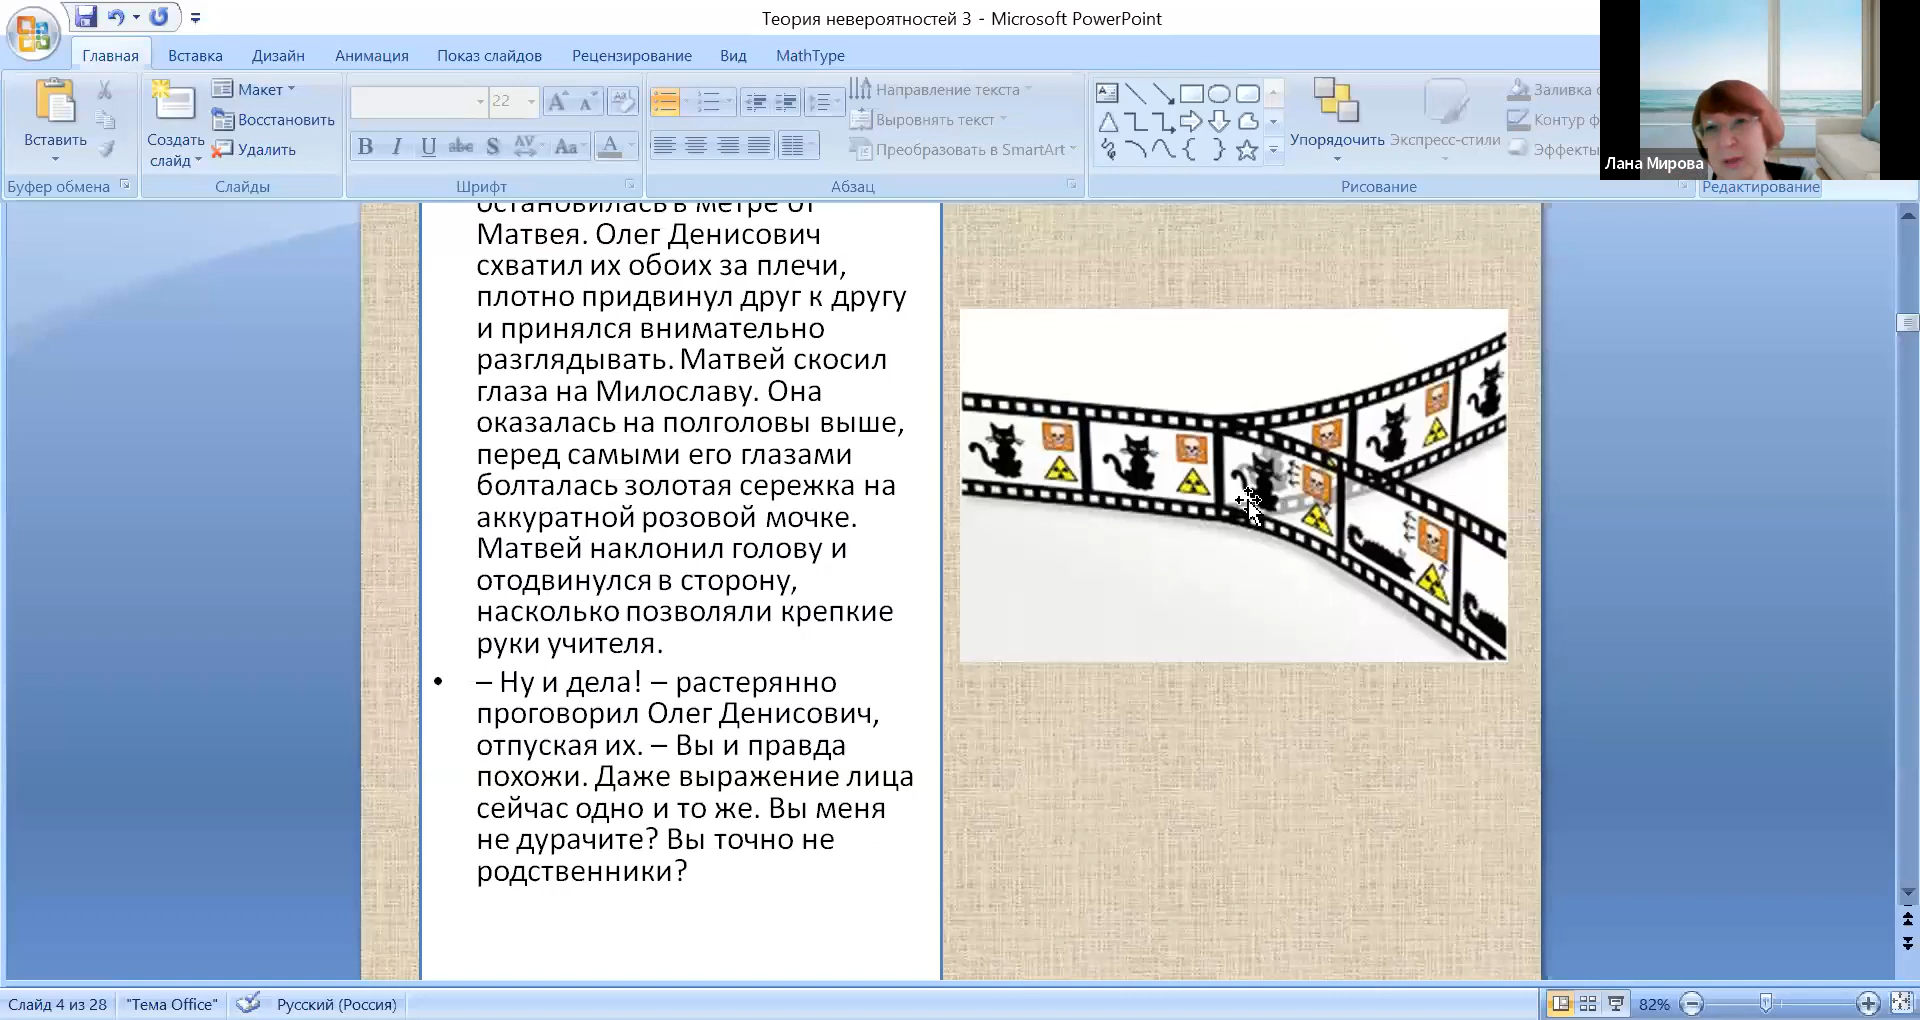 Теория невероятностей 3 - Microsoft PowerPoint
Главная Вставка Дизайн Анимация Показ слайдов Рецензирование Вид MathType
Вставить
Буфер обмена
Создать слайд
Макет
Восстановить
Удалить
Слайды
22
Шрифт
Направление текста
Выровнять текст
Преобразовать в SmartArt
Абзац
Упорядочить
Экспресс-стили
Заливка
Контур ф
Эффекты
Рисование
Редактирование
Лана Мирова
остановилась в метре от
Матвея. Олег Денисович
схватил их обоих за плечи,
плотно придвинул друг к другу
и принялся внимательно
разглядывать. Матвей скосил
глаза на Милославу. Она
оказалась на полголовы выше,
перед самыми его глазами
болталась золотая сережка на
аккуратной розовой мочке.
Матвей наклонил голову и
отодвинулся в сторону,
насколько позволяли крепкие
руки учителя.
• – Ну и дела! – растерянно
проговорил Олег Денисович,
отпуская их. – Вы и правда
похожи. Даже выражение лица
сейчас одно и то же. Вы меня
не дурачите? Вы точно не
родственники?
Слайд 4 из 28 "Тема Office" Русский (Россия) 82%